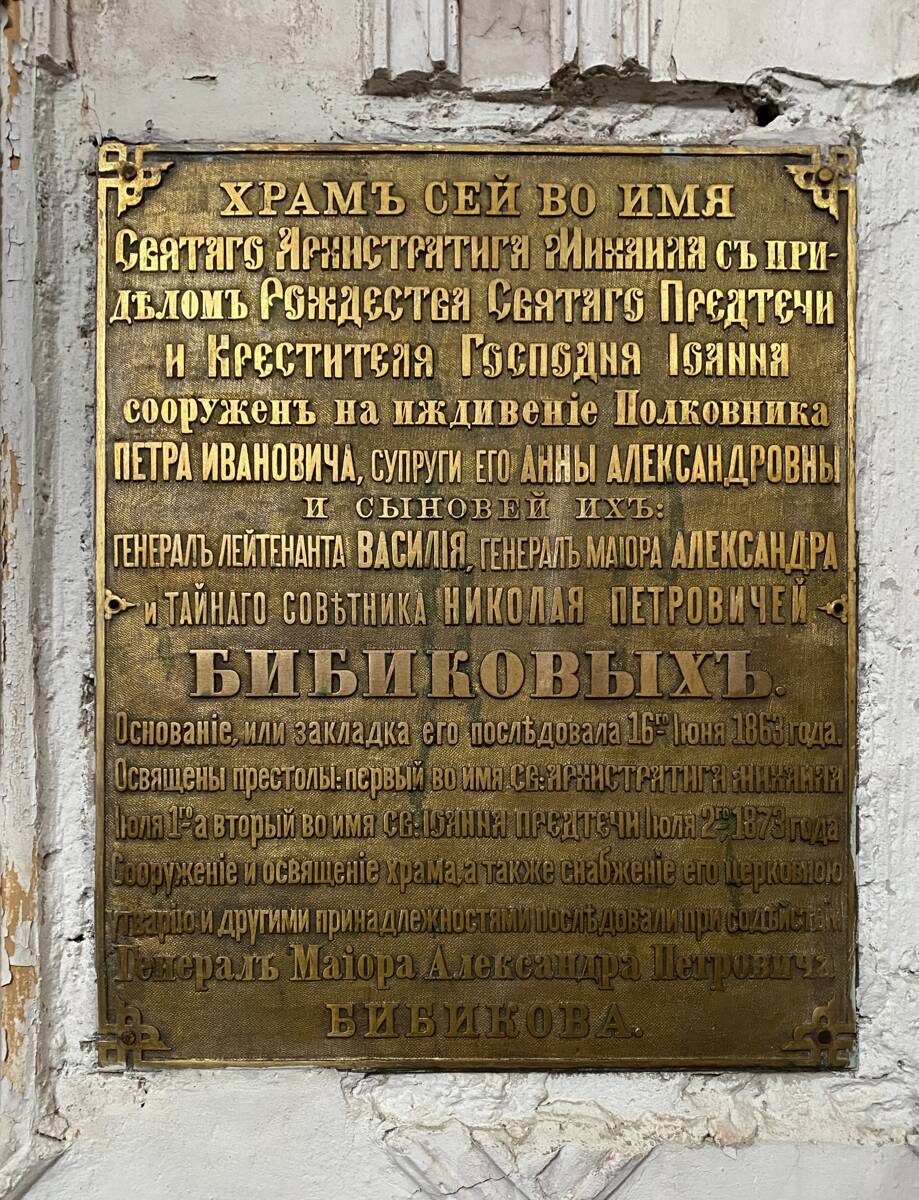 ХРАМЪ СЕЙ ВО ИМЯ
Святаго Архистратига Михаила съ при-
дѣломъ Рождества Святаго Предтечи
и Крестителя Господня Іоанна
сооруженъ на иждивеніе Полковника
ПЕТРА ИВАНОВИЧА, СУПРУГИ ЕГО АННЫ АЛЕКСАНДРОВНЫ
И СЫНОВЕЙ ИХЪ:
ГЕНЕРАЛЪ ЛЕЙТЕНАНТА ВАСИЛІЯ, ГЕНЕРАЛЪ МАІОРА АЛЕКСАНДРА
и ТАЙНАГО СОВѢТНИКА НИКОЛАЯ ПЕТРОВИЧЕЙ
БИБИКОВЫХЪ.
Основаніе, или закладка его послѣдовала 16го Іюня 1863 года.
Освящены престолы: первый во имя Св: Архистратига Михаила
Іюля 1го а вторый во имя Св: Іоанна Предтечи Іюля 2го 1873 года
Сооруженіе и освященіе храма, а также снабженіе его церковною
утварію и другими принадлежностями послѣдовали при содѣйствіи
Генералъ Маіора Александра Петровича
БИБИКОВА.